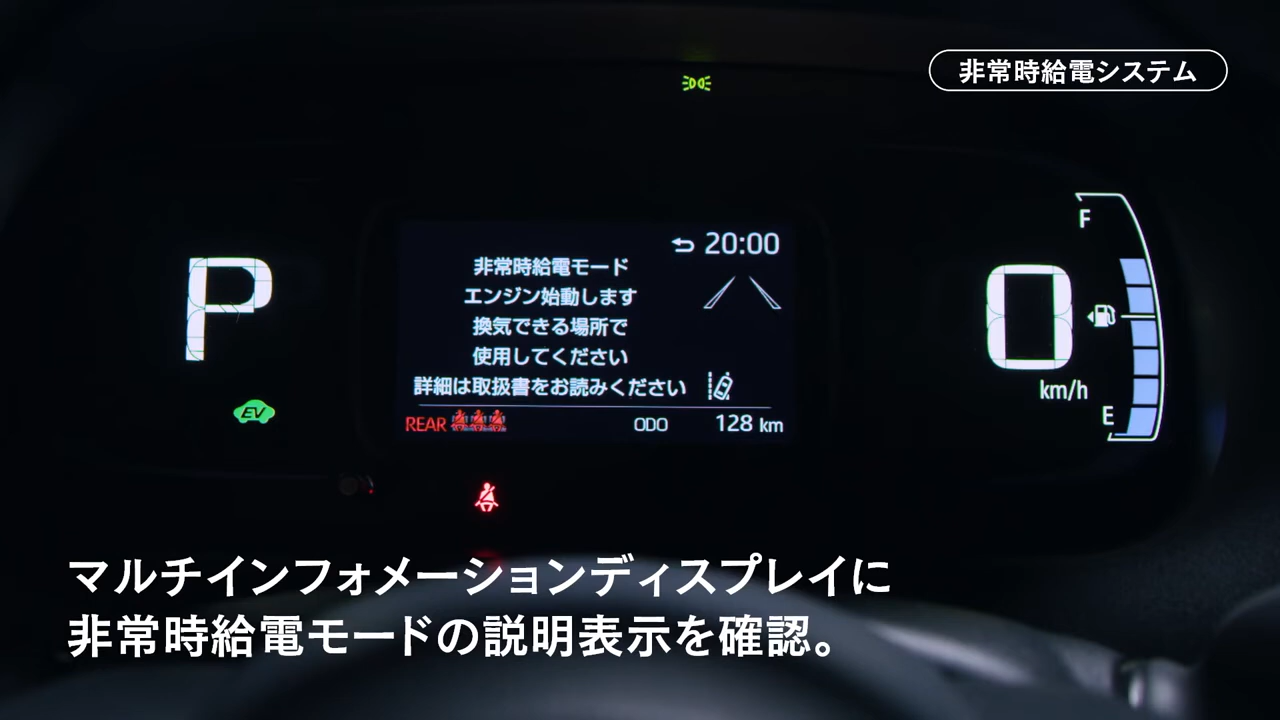 非常時給電システム
F
20:00
非常時給電モード
エンジン始動します
換気できる場所で
使用してください
詳細は取扱書をお読みください
P
0
km/h
E
EV
REAR
ODO 128 km
マルチインフォメーションディスプレイに
非常時給電モードの説明表示を確認。